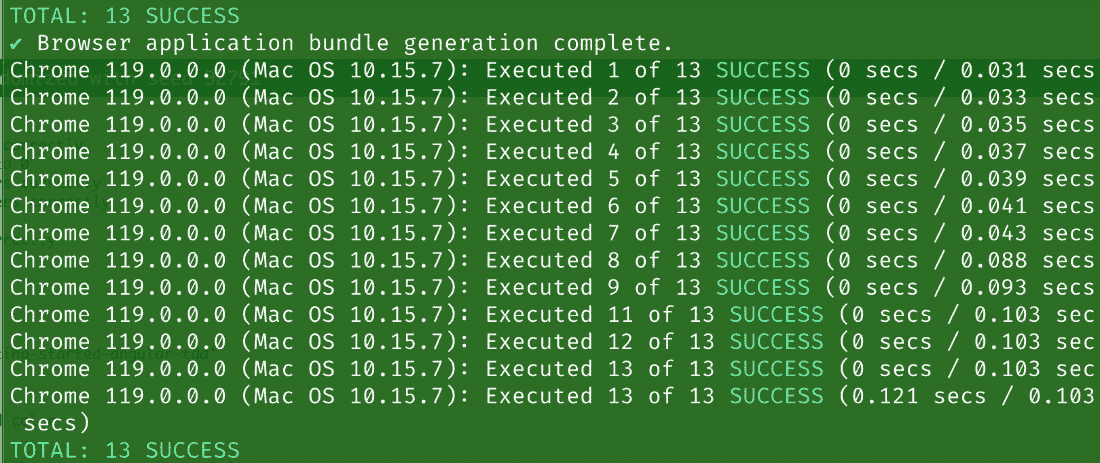 TOTAL: 13 SUCCESS
✔ Browser application bundle generation complete.
Chrome 119.0.0.0 (Mac OS 10.15.7): Executed 1 of 13 SUCCESS (0 secs / 0.031 secs
Chrome 119.0.0.0 (Mac OS 10.15.7): Executed 2 of 13 SUCCESS (0 secs / 0.033 secs
Chrome 119.0.0.0 (Mac OS 10.15.7): Executed 3 of 13 SUCCESS (0 secs / 0.035 secs
Chrome 119.0.0.0 (Mac OS 10.15.7): Executed 4 of 13 SUCCESS (0 secs / 0.037 secs
Chrome 119.0.0.0 (Mac OS 10.15.7): Executed 5 of 13 SUCCESS (0 secs / 0.039 secs
Chrome 119.0.0.0 (Mac OS 10.15.7): Executed 6 of 13 SUCCESS (0 secs / 0.041 secs
Chrome 119.0.0.0 (Mac OS 10.15.7): Executed 7 of 13 SUCCESS (0 secs / 0.043 secs
Chrome 119.0.0.0 (Mac OS 10.15.7): Executed 8 of 13 SUCCESS (0 secs / 0.088 secs
Chrome 119.0.0.0 (Mac OS 10.15.7): Executed 9 of 13 SUCCESS (0 secs / 0.093 secs
Chrome 119.0.0.0 (Mac OS 10.15.7): Executed 11 of 13 SUCCESS (0 secs / 0.103 sec
Chrome 119.0.0.0 (Mac OS 10.15.7): Executed 12 of 13 SUCCESS (0 secs / 0.103 sec
Chrome 119.0.0.0 (Mac OS 10.15.7): Executed 13 of 13 SUCCESS (0 secs / 0.103 sec
Chrome 119.0.0.0 (Mac OS 10.15.7): Executed 13 of 13 SUCCESS (0.121 secs / 0.103
secs)
TOTAL: 13 SUCCESS